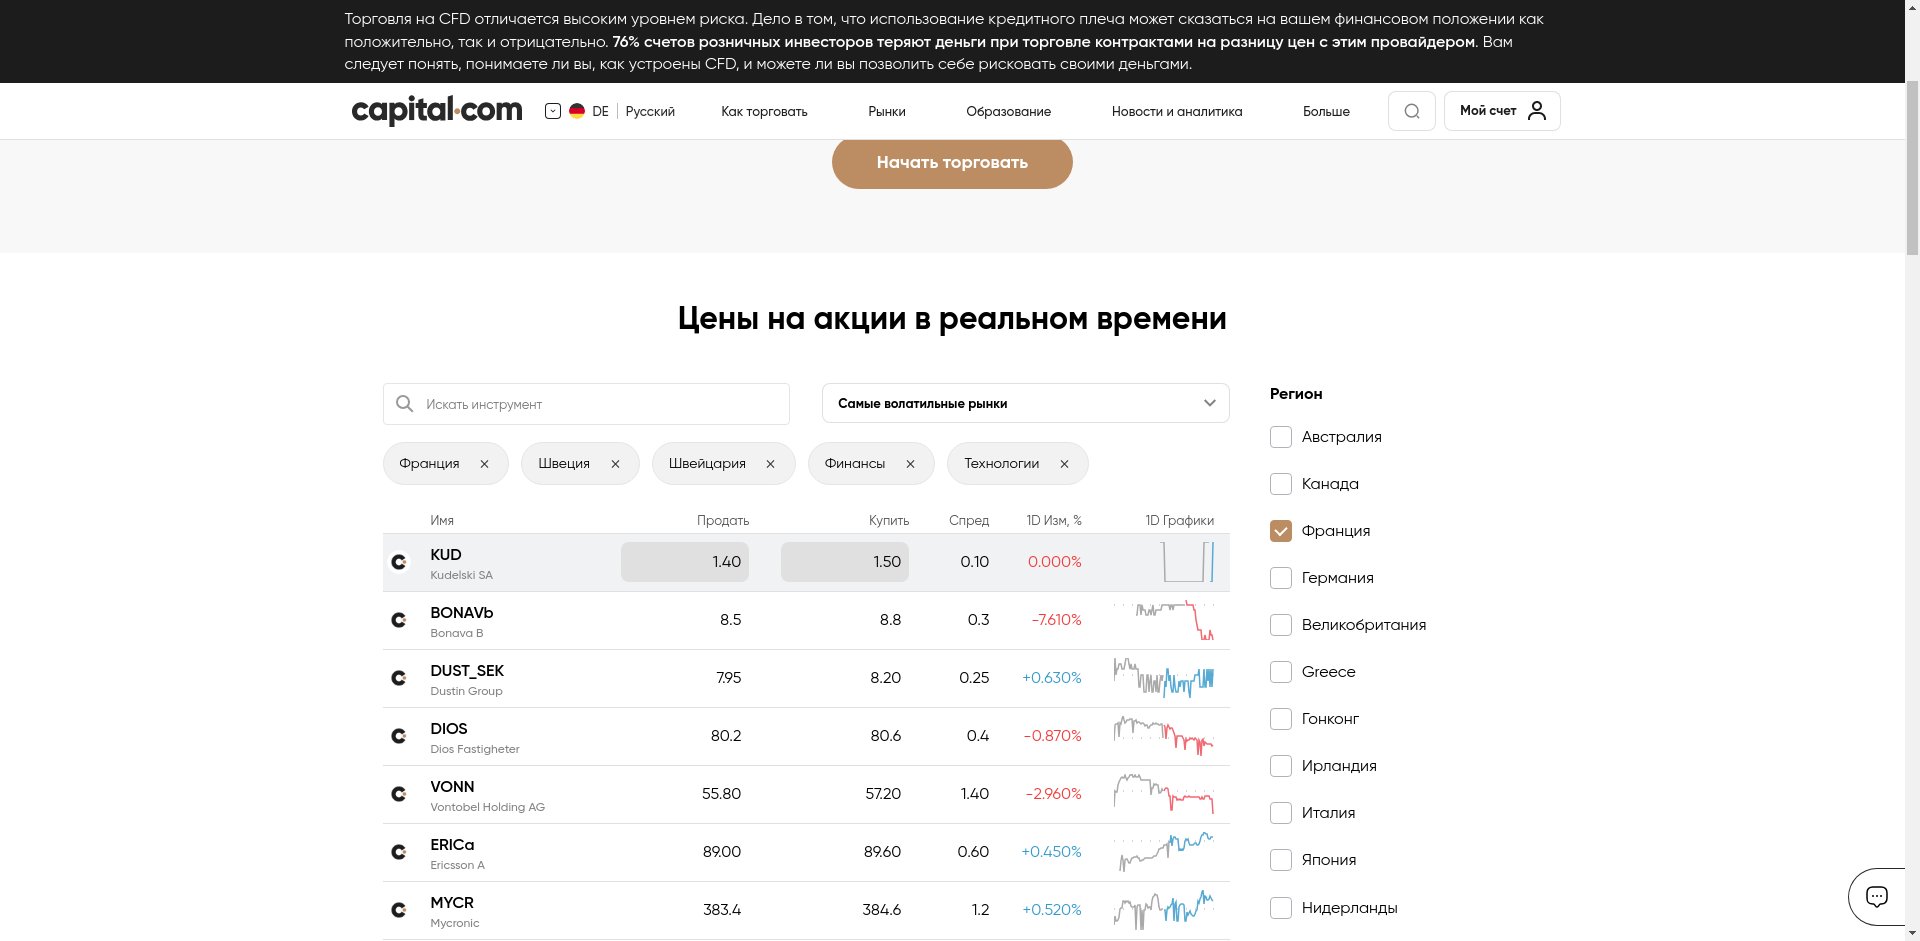 Торговля на CFD отличается высоким уровнем риска. Дело в том, что использование кредитного плеча может сказаться на вашем финансовом положении как
положительно, так и отрицательно. 76% счетов розничных инвесторов теряют деньги при торговле контрактами на разницу цен с этим провайдером. Вам
следует понять, понимаете ли вы, как устроены CFD, и можете ли вы позволить себе рисковать своими деньгами.
capital.com DE Русский Как торговать Рынки Образование Новости и аналитика Больше Мой счет
Начать торговать
Цены на акции в реальном времени
Искать инструмент
Самые волатильные рынки
Франция Швеция Швейцария Финансы Технологии
Имя Продать Купить Спред 1D Изм, % 1D Графики
KUD 1.40 1.50 0.10 0.000%
Kudelski SA
BONAVb 8.5 8.8 0.3 -7.610%
Bonava B
DUST_SEK 7.95 8.20 0.25 +0.630%
Dustin Group
DIOS 80.2 80.6 0.4 -0.870%
Dios Fastigheter
VONN 55.80 57.20 1.40 -2.960%
Vontobel Holding AG
ERICa 89.00 89.60 0.60 +0.450%
Ericsson A
MYCR 383.4 384.6 1.2 +0.520%
Mycronic
Регион
Австралия
Канада
Франция
Германия
Великобритания
Greece
Гонконг
Ирландия
Италия
Япония
Нидерланды